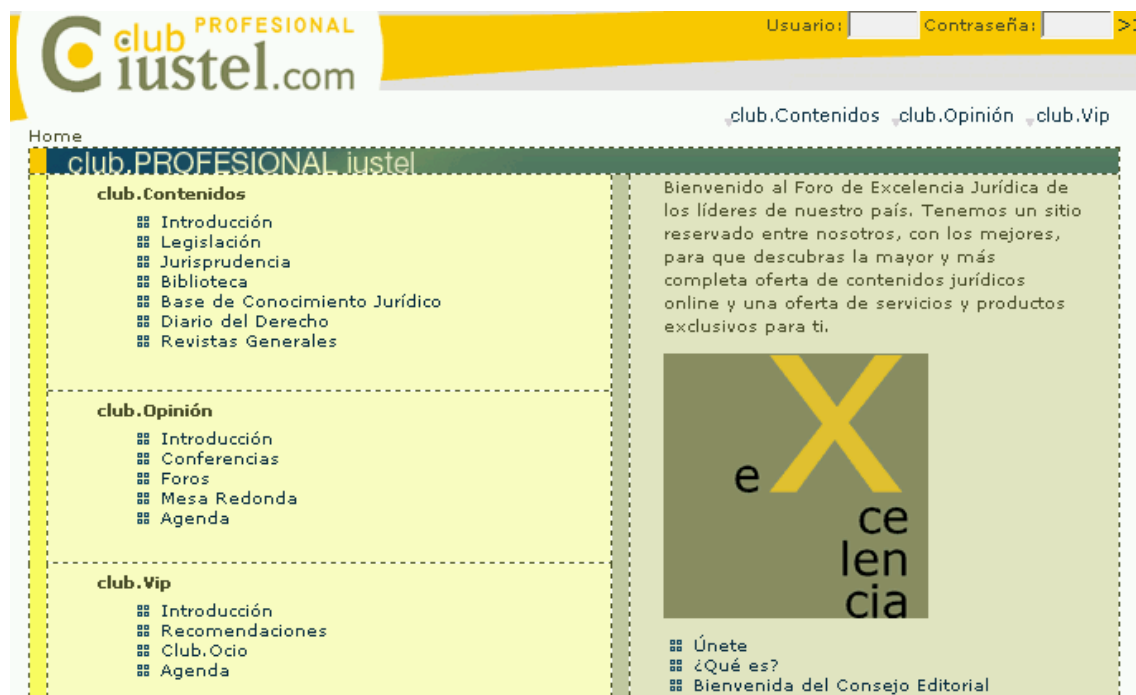 club PROFESIONAL
iustel.com
Usuario: Contraseña: >
club.Contenidos club.Opinión club.Vip
Home
club.PROFESIONAL iustel
club.Contenidos
Introducción
Legislación
Jurisprudencia
Biblioteca
Base de Conocimiento Jurídico
Diario del Derecho
Revistas Generales
club.Opinión
Introducción
Conferencias
Foros
Mesa Redonda
Agenda
club.Vip
Introducción
Recomendaciones
Club.Ocio
Agenda
Bienvenido al Foro de Excelencia Jurídica de
los líderes de nuestro país. Tenemos un sitio
reservado entre nosotros, con los mejores,
para que descubras la mayor y más
completa oferta de contenidos jurídicos
online y una oferta de servicios y productos
exclusivos para ti.
eX
ce
len
cia
Únete
¿Qué es?
Bienvenida del Consejo Editorial